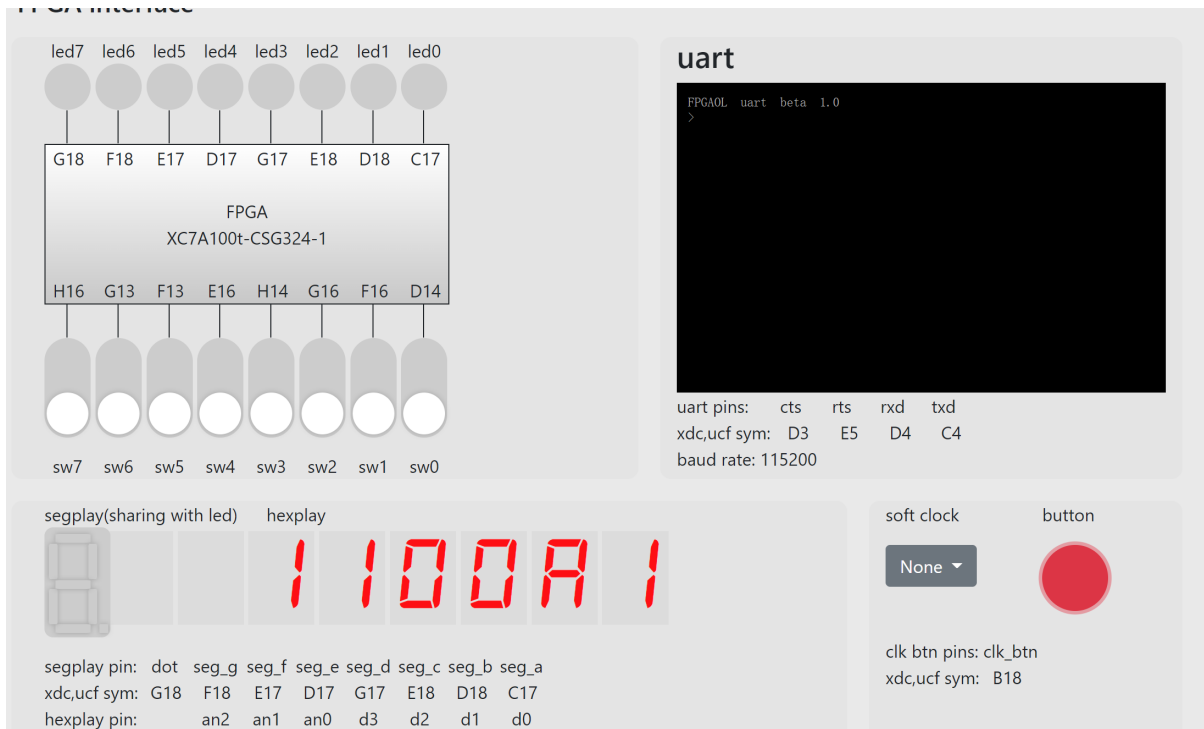 FPGA Interface
led7 led6 led5 led4 led3 led2 led1 led0
G18 F18 E17 D17 G17 E18 D18 C17
FPGA
XC7A100t-CSG324-1
H16 G13 F13 E16 H14 G16 F16 D14
sw7 sw6 sw5 sw4 sw3 sw2 sw1 sw0
uart
FPGAOL uart beta 1.0
>
uart pins: cts rts rxd txd
xdc,ucf sym: D3 E5 D4 C4
baud rate: 115200
segplay(sharing with led) hexplay
1100A1
segplay pin: dot seg_g seg_f seg_e seg_d seg_c seg_b seg_a
xdc,ucf sym: G18 F18 E17 D17 G17 E18 D18 C17
hexplay pin: an2 an1 an0 d3 d2 d1 d0
soft clock button
None
clk btn pins: clk_btn
xdc,ucf sym: B18